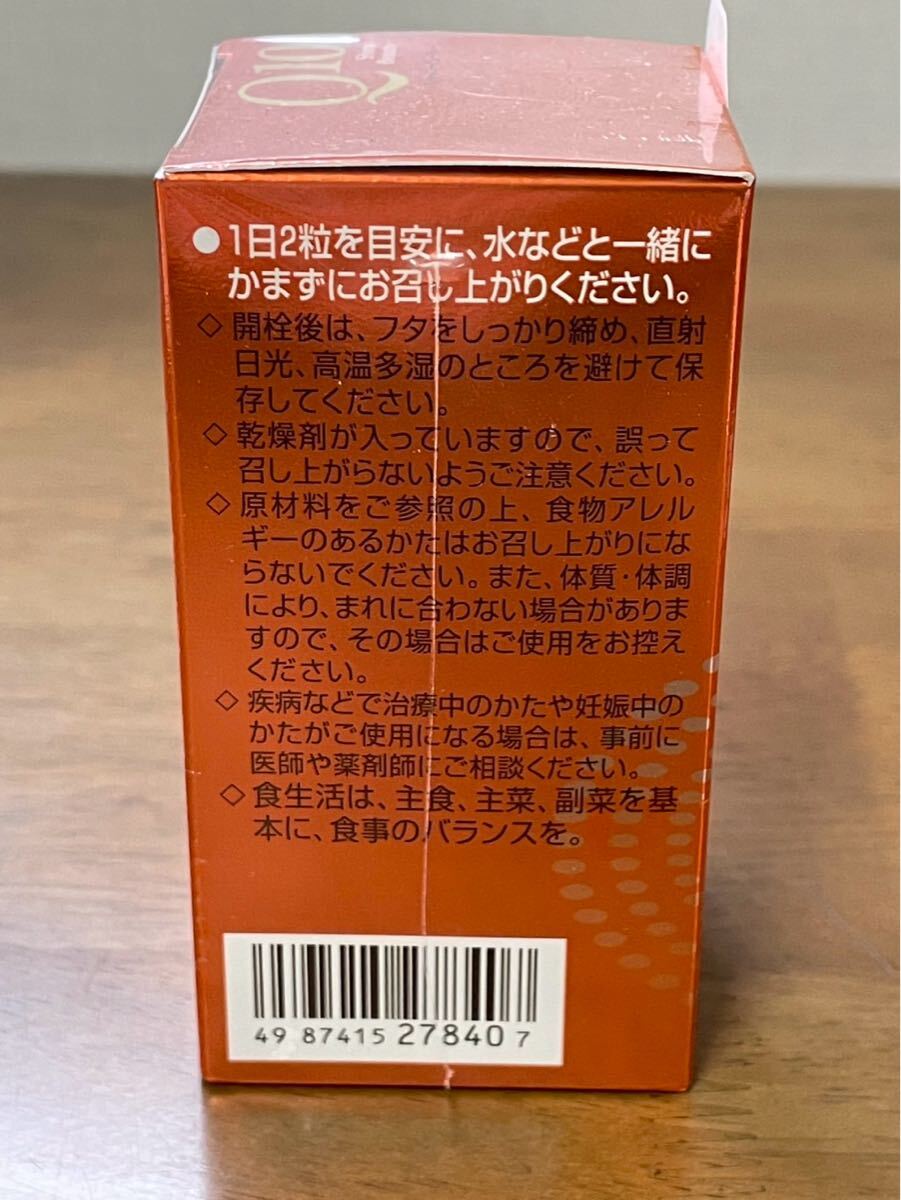 Q10
●1日2粒を目安に、水などと一緒に
かまずにお召し上がりください。
◇開栓後は、フタをしっかり締め、直射
日光、高温多湿のところを避けて保
存してください。
◇乾燥剤が入っていますので、誤って
召し上がらないようご注意ください。
◇原材料をご参照の上、食物アレル
ギーのあるかたはお召し上がりにな
らないでください。また、体質・体調
により、まれに合わない場合がありま
すので、その場合はご使用をお控え
ください。
◇疾病などで治療中のかたや妊娠中の
かたがご使用になる場合は、事前に
医師や薬剤師にご相談ください。
◇食生活は、主食、主菜、副菜を基
本に、食事のバランスを。
49 87415 27840 7